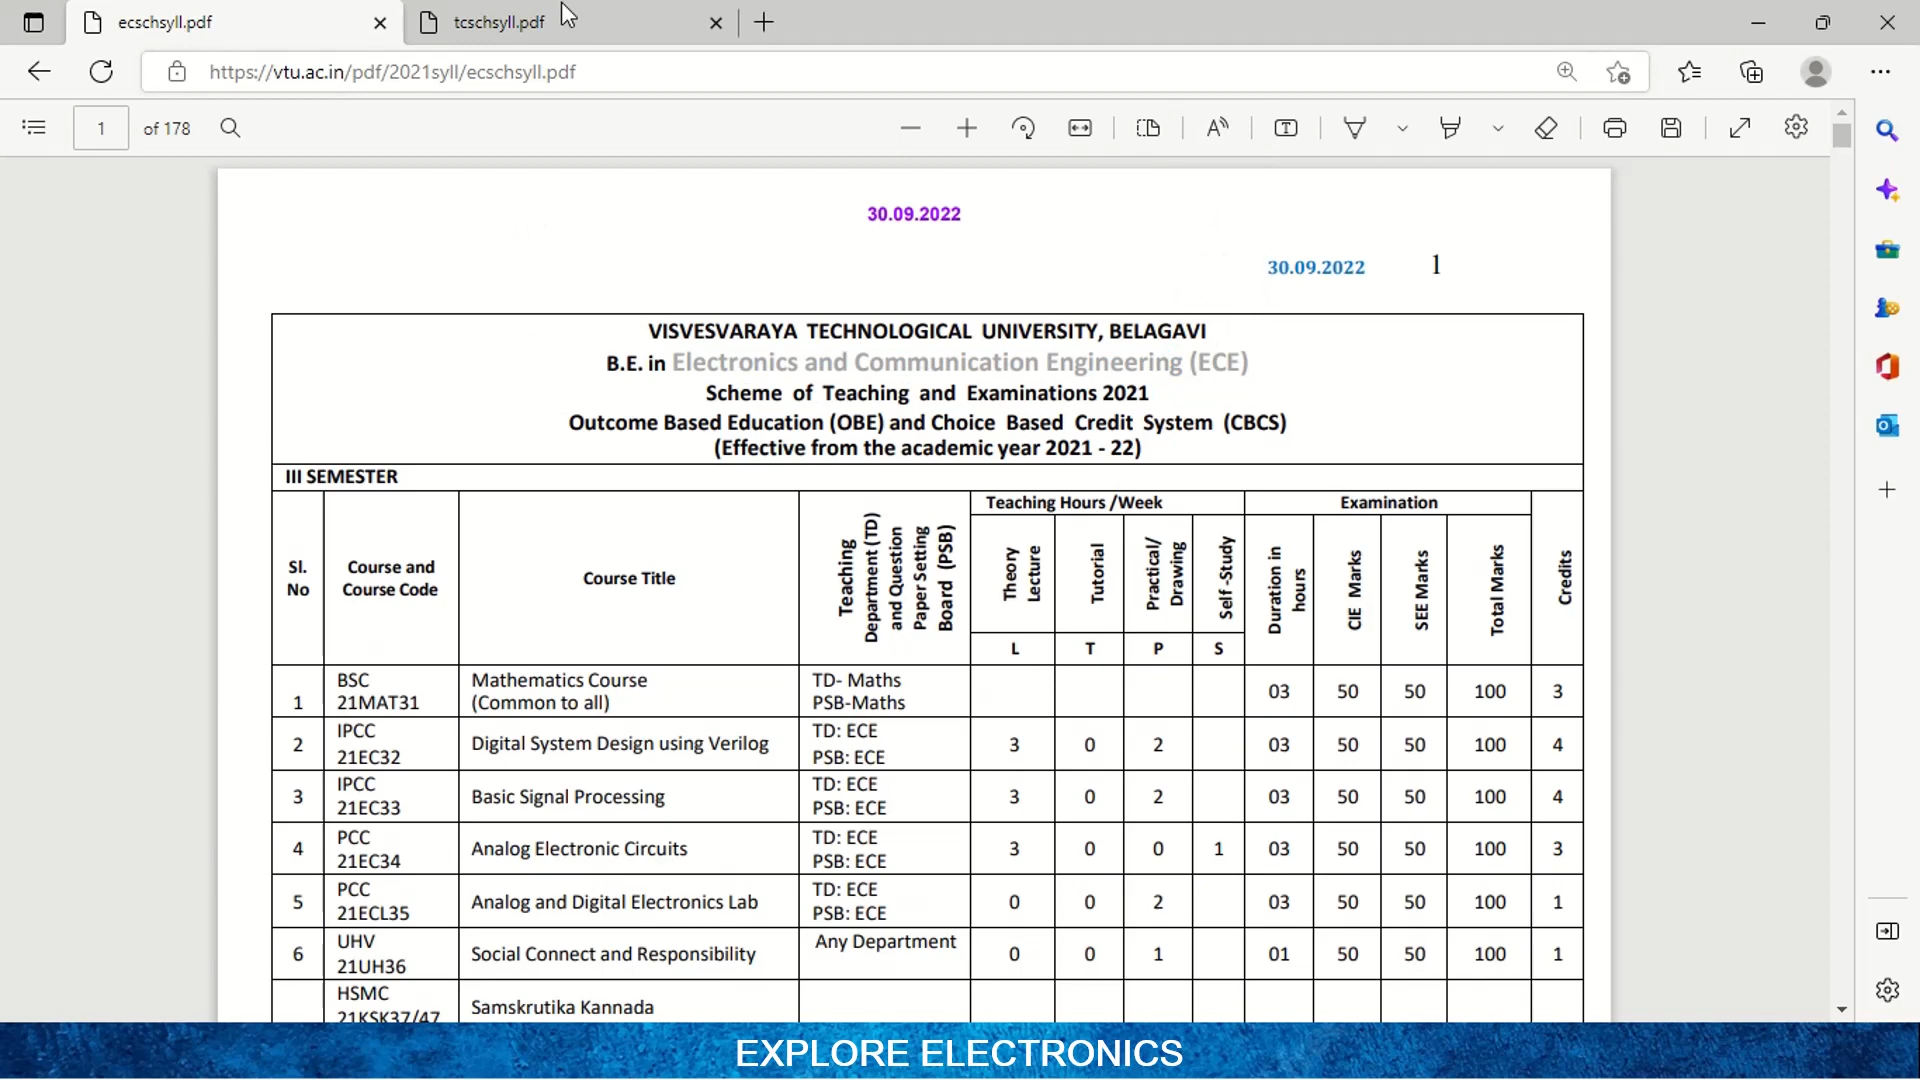 ecschsyll.pdf
tcschsyll.pdf
https://vtu.ac.in/pdf/2021syll/ecschsyll.pdf
1 of 178
30.09.2022
30.09.2022 1
VISVESVARAYA TECHNOLOGICAL UNIVERSITY, BELAGAVI
B.E. in Electronics and Communication Engineering (ECE)
Scheme of Teaching and Examinations 2021
Outcome Based Education (OBE) and Choice Based Credit System (CBCS)
(Effective from the academic year 2021 - 22)
III SEMESTER
Sl.
No
Course and
Course Code
Course Title
Teaching
Department (TD)
and Question
Paper Setting
Board (PSB)
Teaching Hours /Week
Theory
Lecture
Tutorial
Practical/
Drawing
Self -Study
L T P S
Examination
Duration in
hours
CIE Marks
SEE Marks
Total Marks
Credits
1
BSC
21MAT31
Mathematics Course
(Common to all)
TD- Maths
PSB-Maths
03 50 50 100 3
2
IPCC
21EC32
Digital System Design using Verilog
TD: ECE
PSB: ECE
3 0 2 03 50 50 100 4
3
IPCC
21EC33
Basic Signal Processing
TD: ECE
PSB: ECE
3 0 2 03 50 50 100 4
4
PCC
21EC34
Analog Electronic Circuits
TD: ECE
PSB: ECE
3 0 0 1 03 50 50 100 3
5
PCC
21ECL35
Analog and Digital Electronics Lab
TD: ECE
PSB: ECE
0 0 2 03 50 50 100 1
6
UHV
21UH36
Social Connect and Responsibility
Any Department
0 0 1 01 50 50 100 1
HSMC
21KSK37/47
Samskrutika Kannada
EXPLORE ELECTRONICS